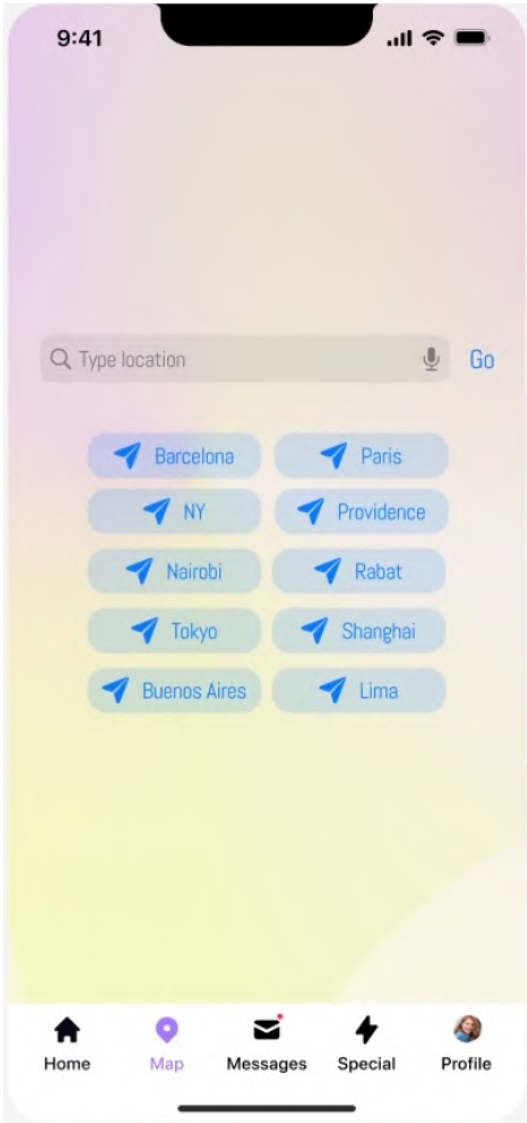 9:41
Type location Go
Barcelona Paris
NY Providence
Nairobi Rabat
Tokyo Shanghai
Buenos Aires Lima
Home Map Messages Special Profile